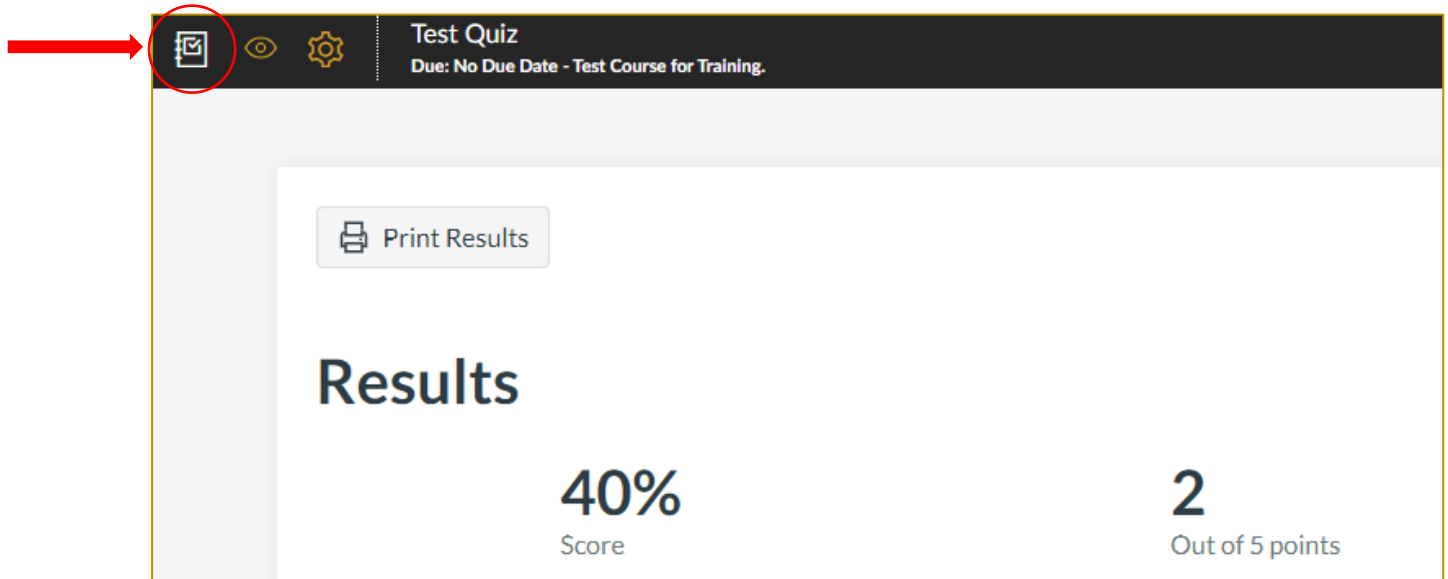 Test Quiz
Due: No Due Date - Test Course for Training.
Print Results
Results
40%
2
Score
Out of 5 points